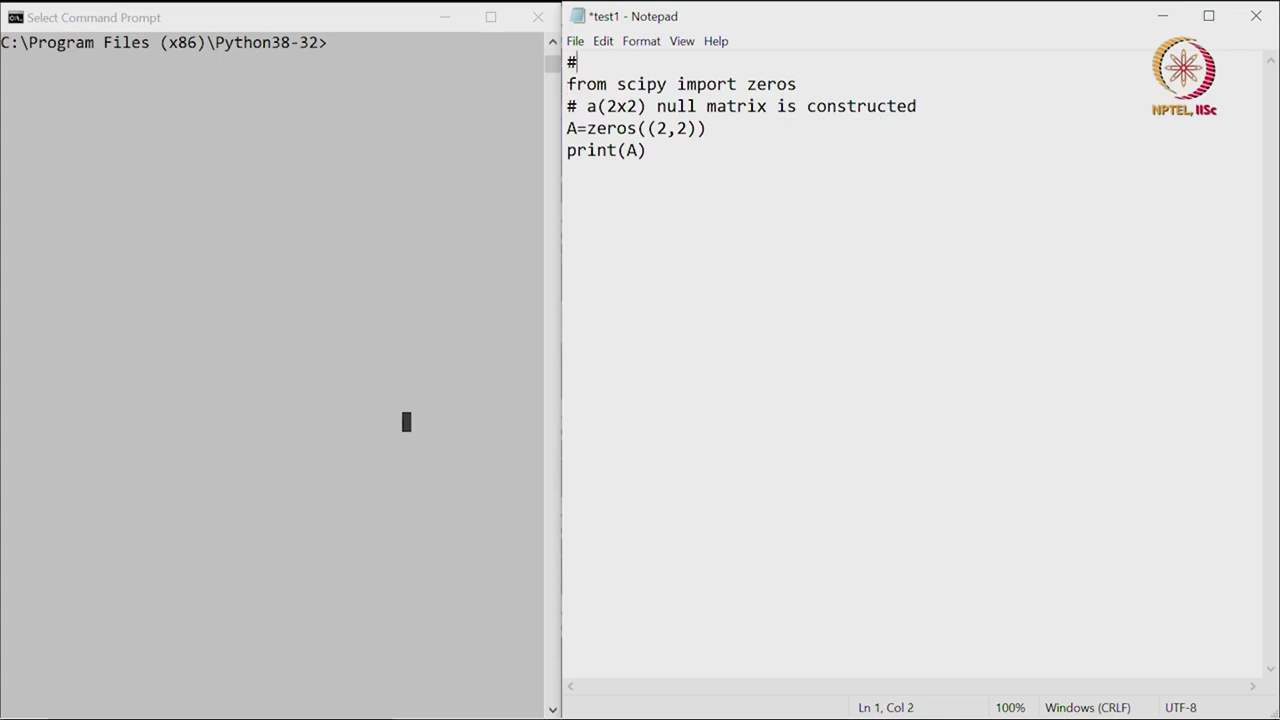 Select Command Prompt
C:\Program Files (x86)\Python38-32>
*test1 - Notepad
File Edit Format View Help
#
from scipy import zeros
# a(2x2) null matrix is constructed
A=zeros((2,2))
print(A)
NPTEL, IISc
Ln 1, Col 2 100% Windows (CRLF) UTF-8